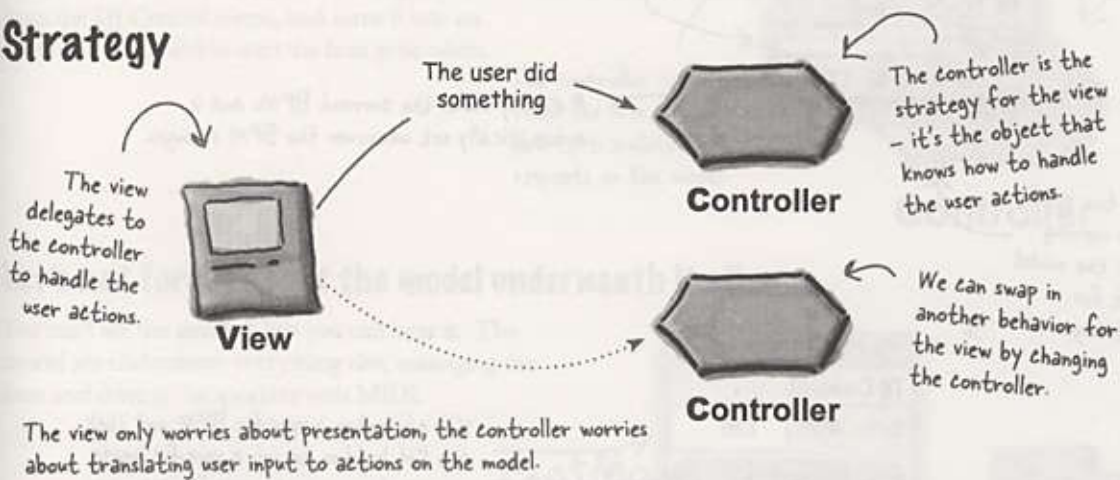 Strategy
The user did
something
The controller is the
strategy for the view
– it's the object that
knows how to handle
the user actions.
Controller
The view
delegates to
the controller
to handle the
user actions.
View
We can swap in
another behavior for
the view by changing
the controller.
Controller
The view only worries about presentation, the controller worries
about translating user input to actions on the model.